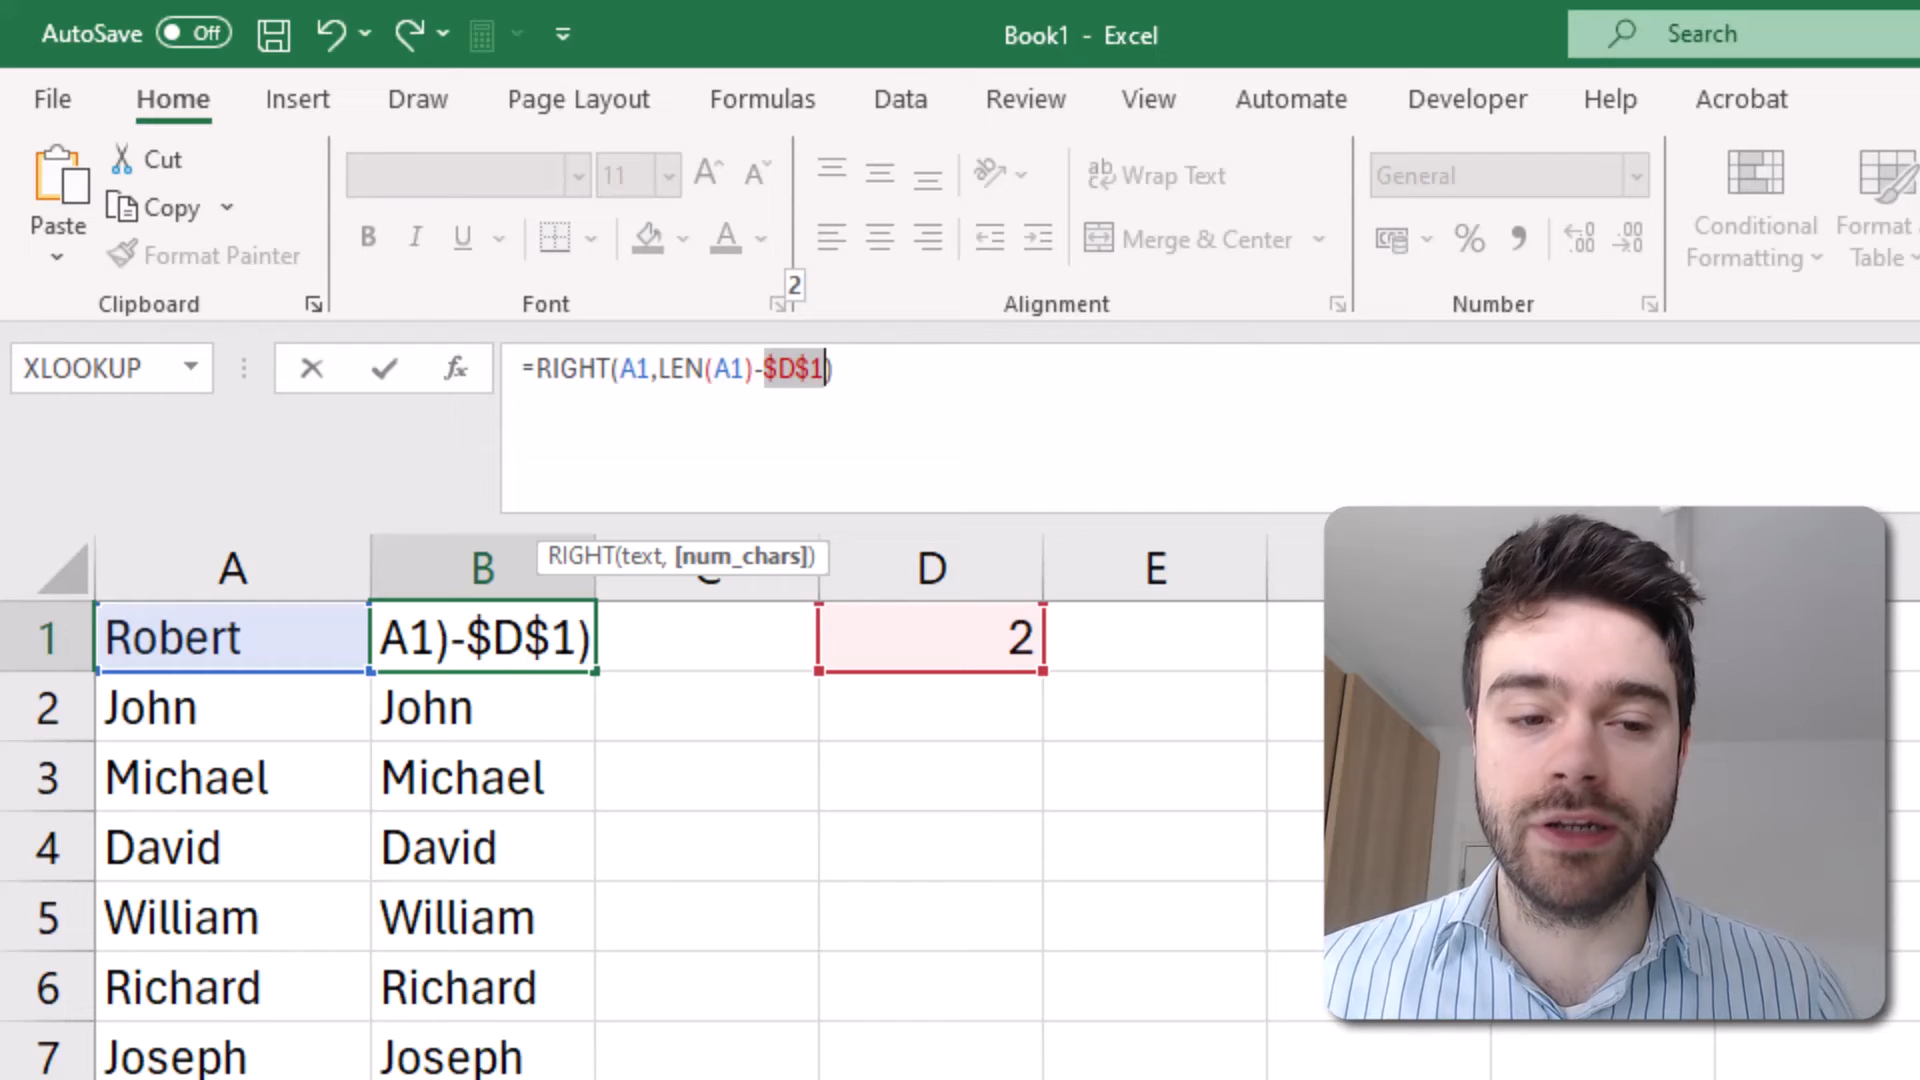 AutoSave Off Book1 - Excel Search
File Home Insert Draw Page Layout Formulas Data Review View Automate Developer Help Acrobat
Cut
Copy
Format Painter
Paste
Clipboard
11
B I U
Font
2
ab Wrap Text
Merge & Center
Alignment
General
Number
Conditional
Formatting
Format
Table
XLOOKUP fx =RIGHT(A1,LEN(A1)-$D$1)
RIGHT(text, [num_chars])
A B D E
1 Robert A1)-$D$1) 2
2 John John
3 Michael Michael
4 David David
5 William William
6 Richard Richard
7 Joseph Joseph